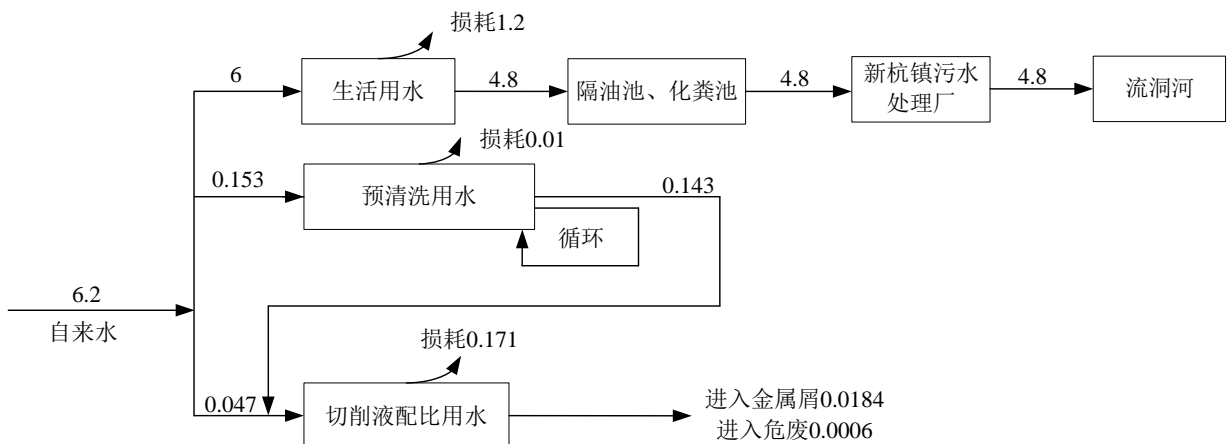 损耗1.2
6
生活用水
4.8
隔油池、化粪池
4.8
新杭镇污水
处理厂
4.8
流洞河
损耗0.01
0.153
预清洗用水
0.143
循环
6.2
自来水
损耗0.171
0.047
切削液配比用水
进入金属屑0.0184
进入危废0.0006